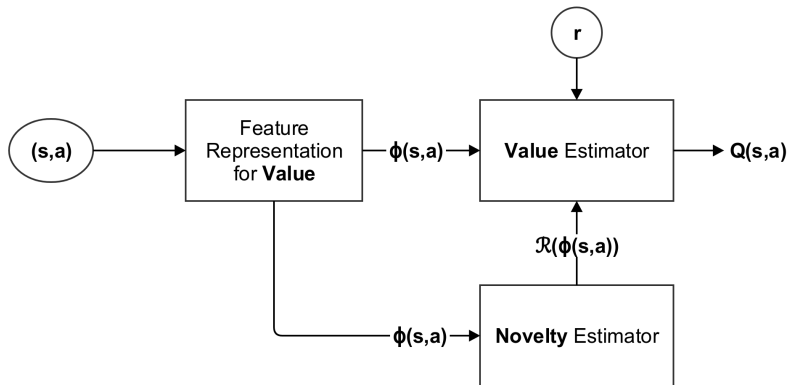 r
(s,a)
Feature
Representation
for Value
ϕ(s,a)
Value Estimator
Q(s,a)
ℛ(ϕ(s,a))
ϕ(s,a)
Novelty Estimator